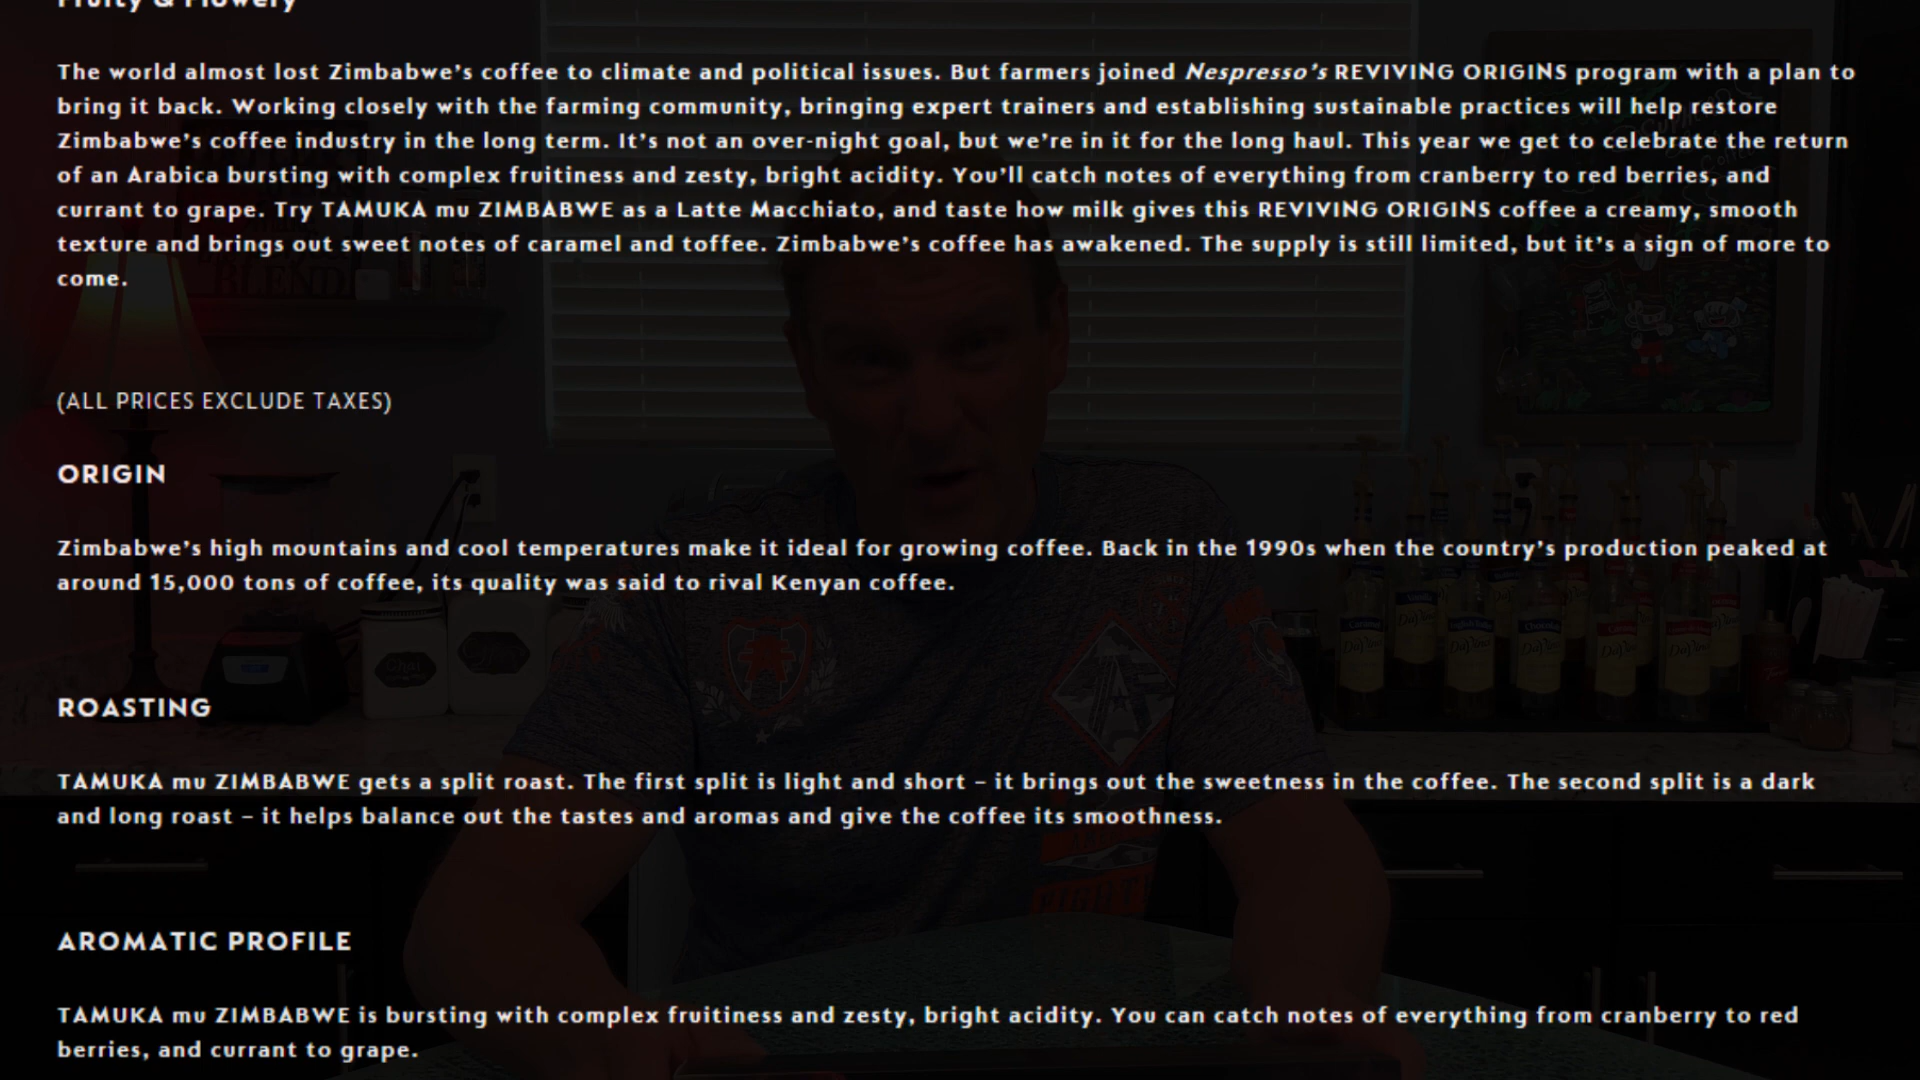 Fruity & Flowery
The world almost lost Zimbabwe's coffee to climate and political issues. But farmers joined Nespresso's REVIVING ORIGINS program with a plan to
bring it back. Working closely with the farming community, bringing expert trainers and establishing sustainable practices will help restore
Zimbabwe's coffee industry in the long term. It's not an over-night goal, but we're in it for the long haul. This year we get to celebrate the return
of an Arabica bursting with complex fruitiness and zesty, bright acidity. You'll catch notes of everything from cranberry to red berries, and
currant to grape. Try TAMUKA mu ZIMBABWE as a Latte Macchiato, and taste how milk gives this REVIVING ORIGINS coffee a creamy, smooth
texture and brings out sweet notes of caramel and toffee. Zimbabwe's coffee has awakened. The supply is still limited, but it's a sign of more to
come.
BLEND
(ALL PRICES EXCLUDE TAXES)
ORIGIN
Zimbabwe's high mountains and cool temperatures make it ideal for growing coffee. Back in the 1990s when the country's production peaked at
around 15,000 tons of coffee, its quality was said to rival Kenyan coffee.
DaVinci DaVinci DaVinci DaVinci DaVinci DaVinci
ROASTING
TAMUKA mu ZIMBABWE gets a split roast. The first split is light and short – it brings out the sweetness in the coffee. The second split is a dark
and long roast – it helps balance out the tastes and aromas and give the coffee its smoothness.
AROMATIC PROFILE
TAMUKA mu ZIMBABWE is bursting with complex fruitiness and zesty, bright acidity. You can catch notes of everything from cranberry to red
berries, and currant to grape.